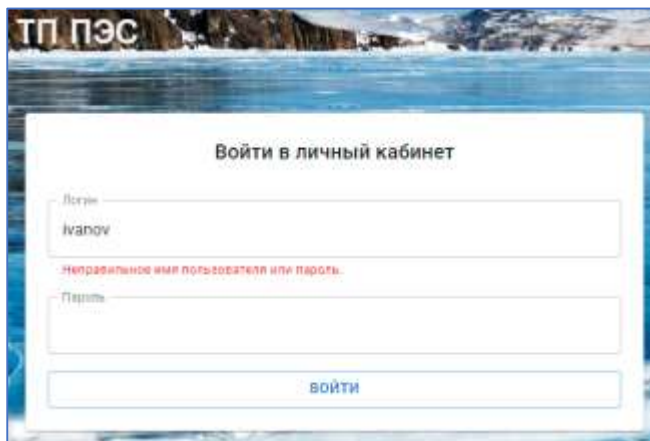 ТП ПЭС
Войти в личный кабинет
Логин
ivanov
Неправильное имя пользователя или пароль.
Пароль
ВОЙТИ